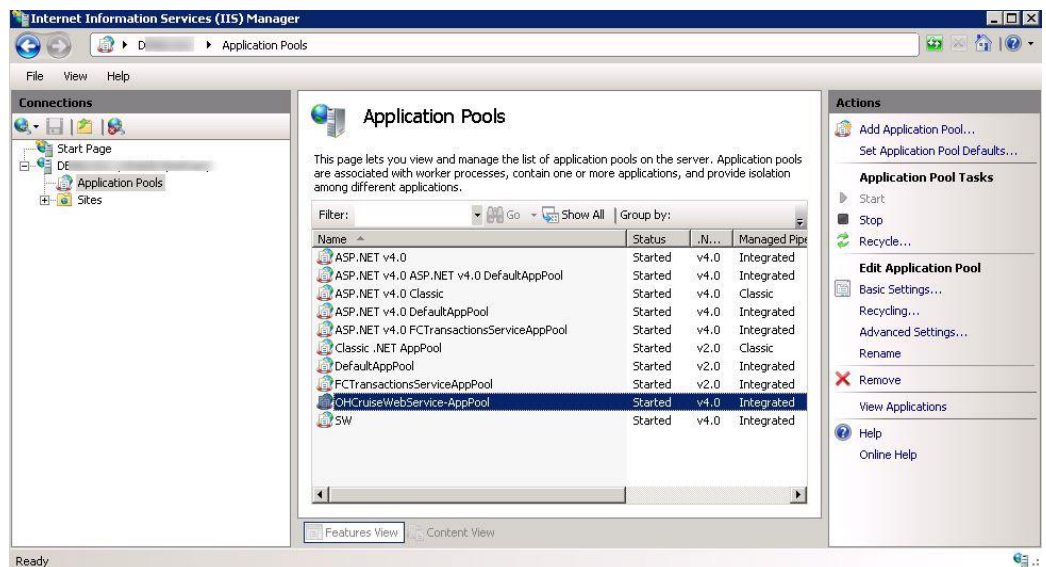 Internet Information Services (IIS) Manager
D Application Pools
File View Help
Connections
Start Page
DE
Application Pools
Sites
Application Pools
This page lets you view and manage the list of application pools on the server. Application pools
are associated with worker processes, contain one or more applications, and provide isolation
among different applications.
Filter: Go Show All Group by:
Name Status .N... Managed Pipe
ASP.NET v4.0 Started v4.0 Integrated
ASP.NET v4.0 ASP.NET v4.0 DefaultAppPool Started v4.0 Integrated
ASP.NET v4.0 Classic Started v4.0 Classic
ASP.NET v4.0 DefaultAppPool Started v4.0 Integrated
ASP.NET v4.0 FCTransactionsServiceAppPool Started v4.0 Integrated
Classic .NET AppPool Started v2.0 Classic
DefaultAppPool Started v2.0 Integrated
FCTransactionsServiceAppPool Started v2.0 Integrated
OHCruiseWebService-AppPool Started v4.0 Integrated
SW Started v4.0 Integrated
Features View Content View
Actions
Add Application Pool...
Set Application Pool Defaults...
Application Pool Tasks
Start
Stop
Recycle...
Edit Application Pool
Basic Settings...
Recycling...
Advanced Settings...
Rename
Remove
View Applications
Help
Online Help
Ready